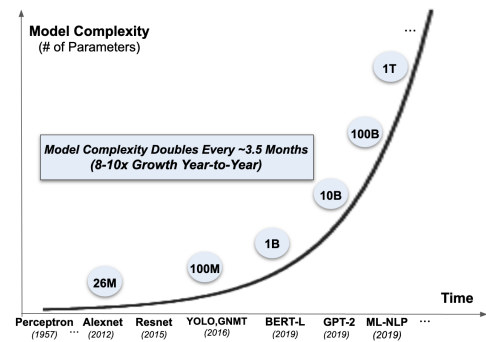 Model Complexity
(# of Parameters)
...
1T
100B
Model Complexity Doubles Every ~3.5 Months
(8-10x Growth Year-to-Year)
10B
1B
100M
26M
Time
Perceptron ... Alexnet Resnet YOLO,GNMT BERT-L GPT-2 ML-NLP ...
(1957) (2012) (2015) (2016) (2019) (2019) (2019)